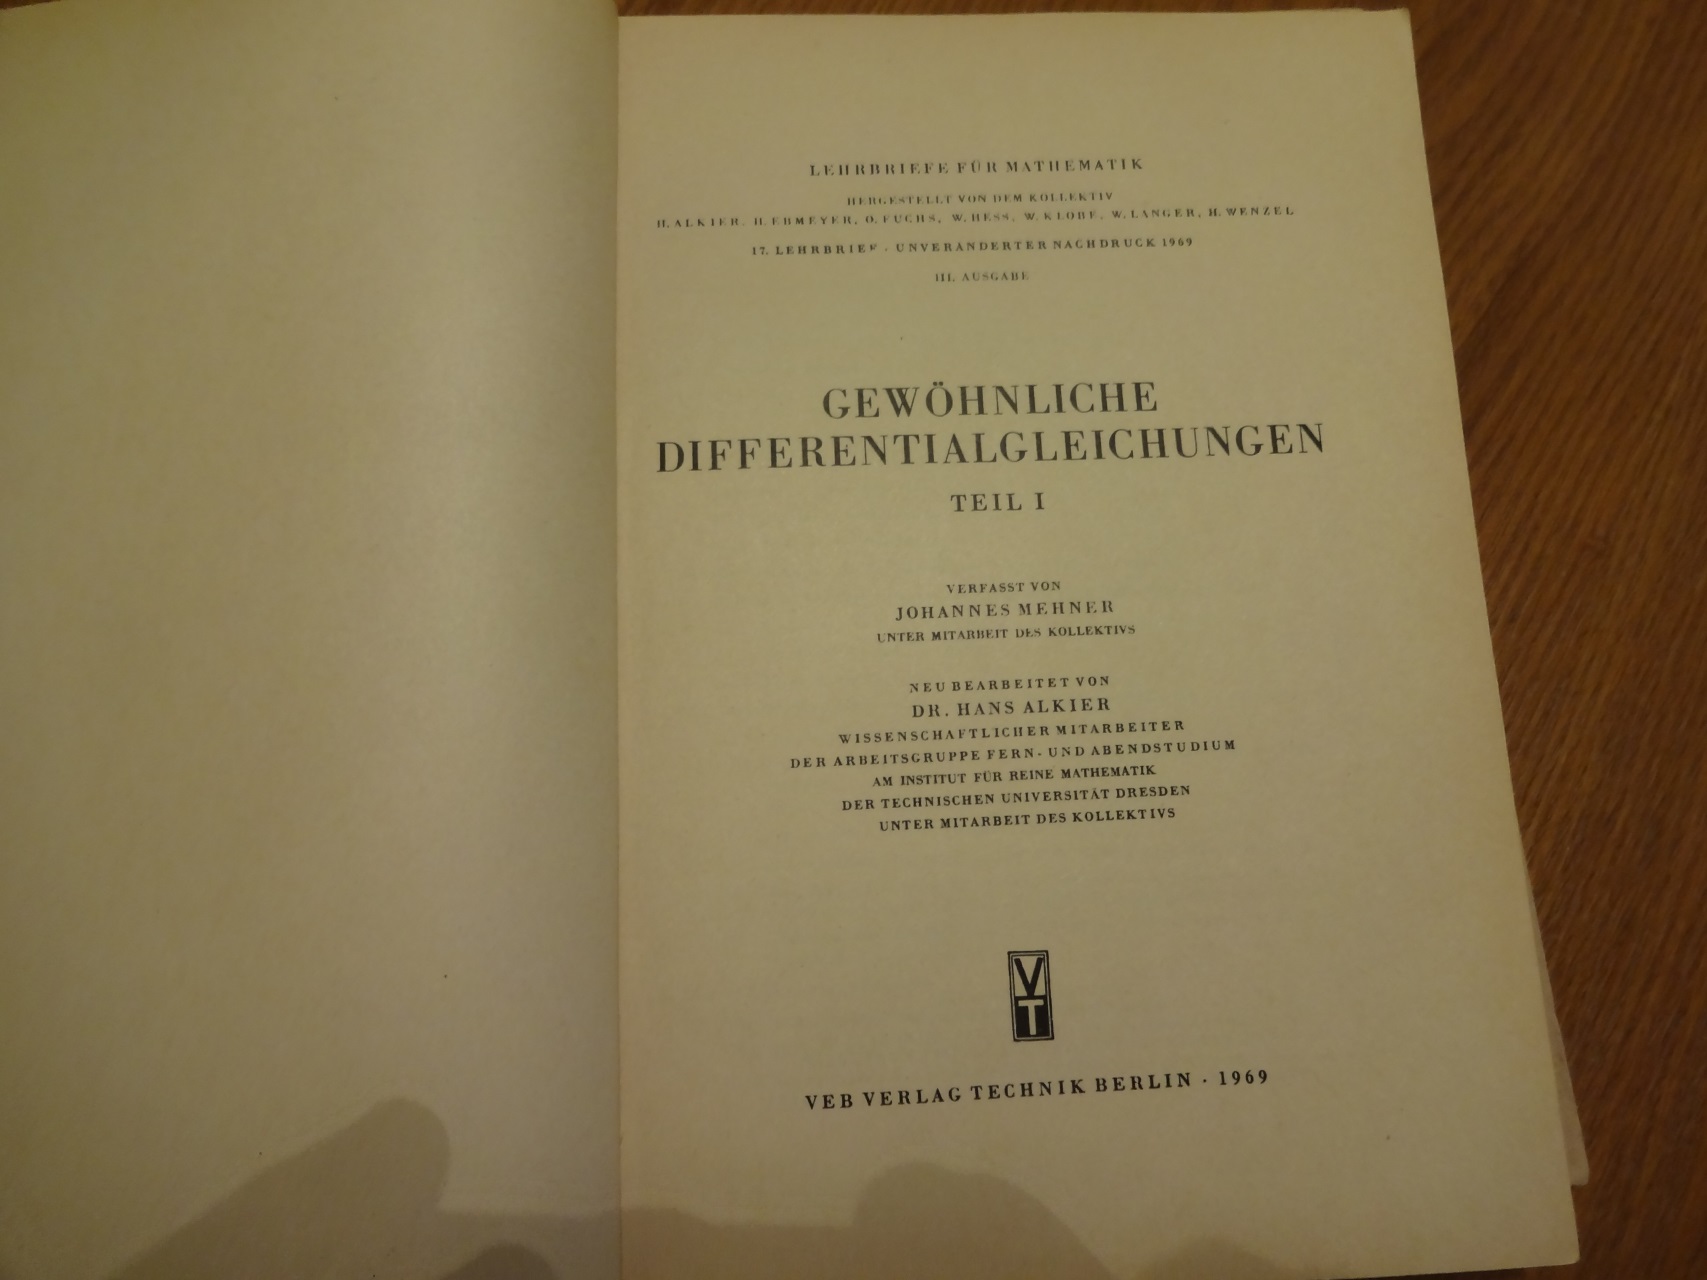 LEHRBRIEFE FÜR MATHEMATIK
HERGESTELLT VON DEM KOLLEKTIV
H. ALKIER, H. EBMEYER, O. FUCHS, W. HESS, W. KLOBE, W. LANGER, H. WENZEL
17. LEHRBRIEF · UNVERÄNDERTER NACHDRUCK 1969
III. AUSGABE
GEWÖHNLICHE
DIFFERENTIALGLEICHUNGEN
TEIL I
VERFASST VON
JOHANNES MEHNER
UNTER MITARBEIT DES KOLLEKTIVS
NEU BEARBEITET VON
DR. HANS ALKIER
WISSENSCHAFTLICHER MITARBEITER
DER ARBEITSGRUPPE FERN- UND ABENDSTUDIUM
AM INSTITUT FÜR REINE MATHEMATIK
DER TECHNISCHEN UNIVERSITÄT DRESDEN
UNTER MITARBEIT DES KOLLEKTIVS
V
T
VEB VERLAG TECHNIK BERLIN · 1969